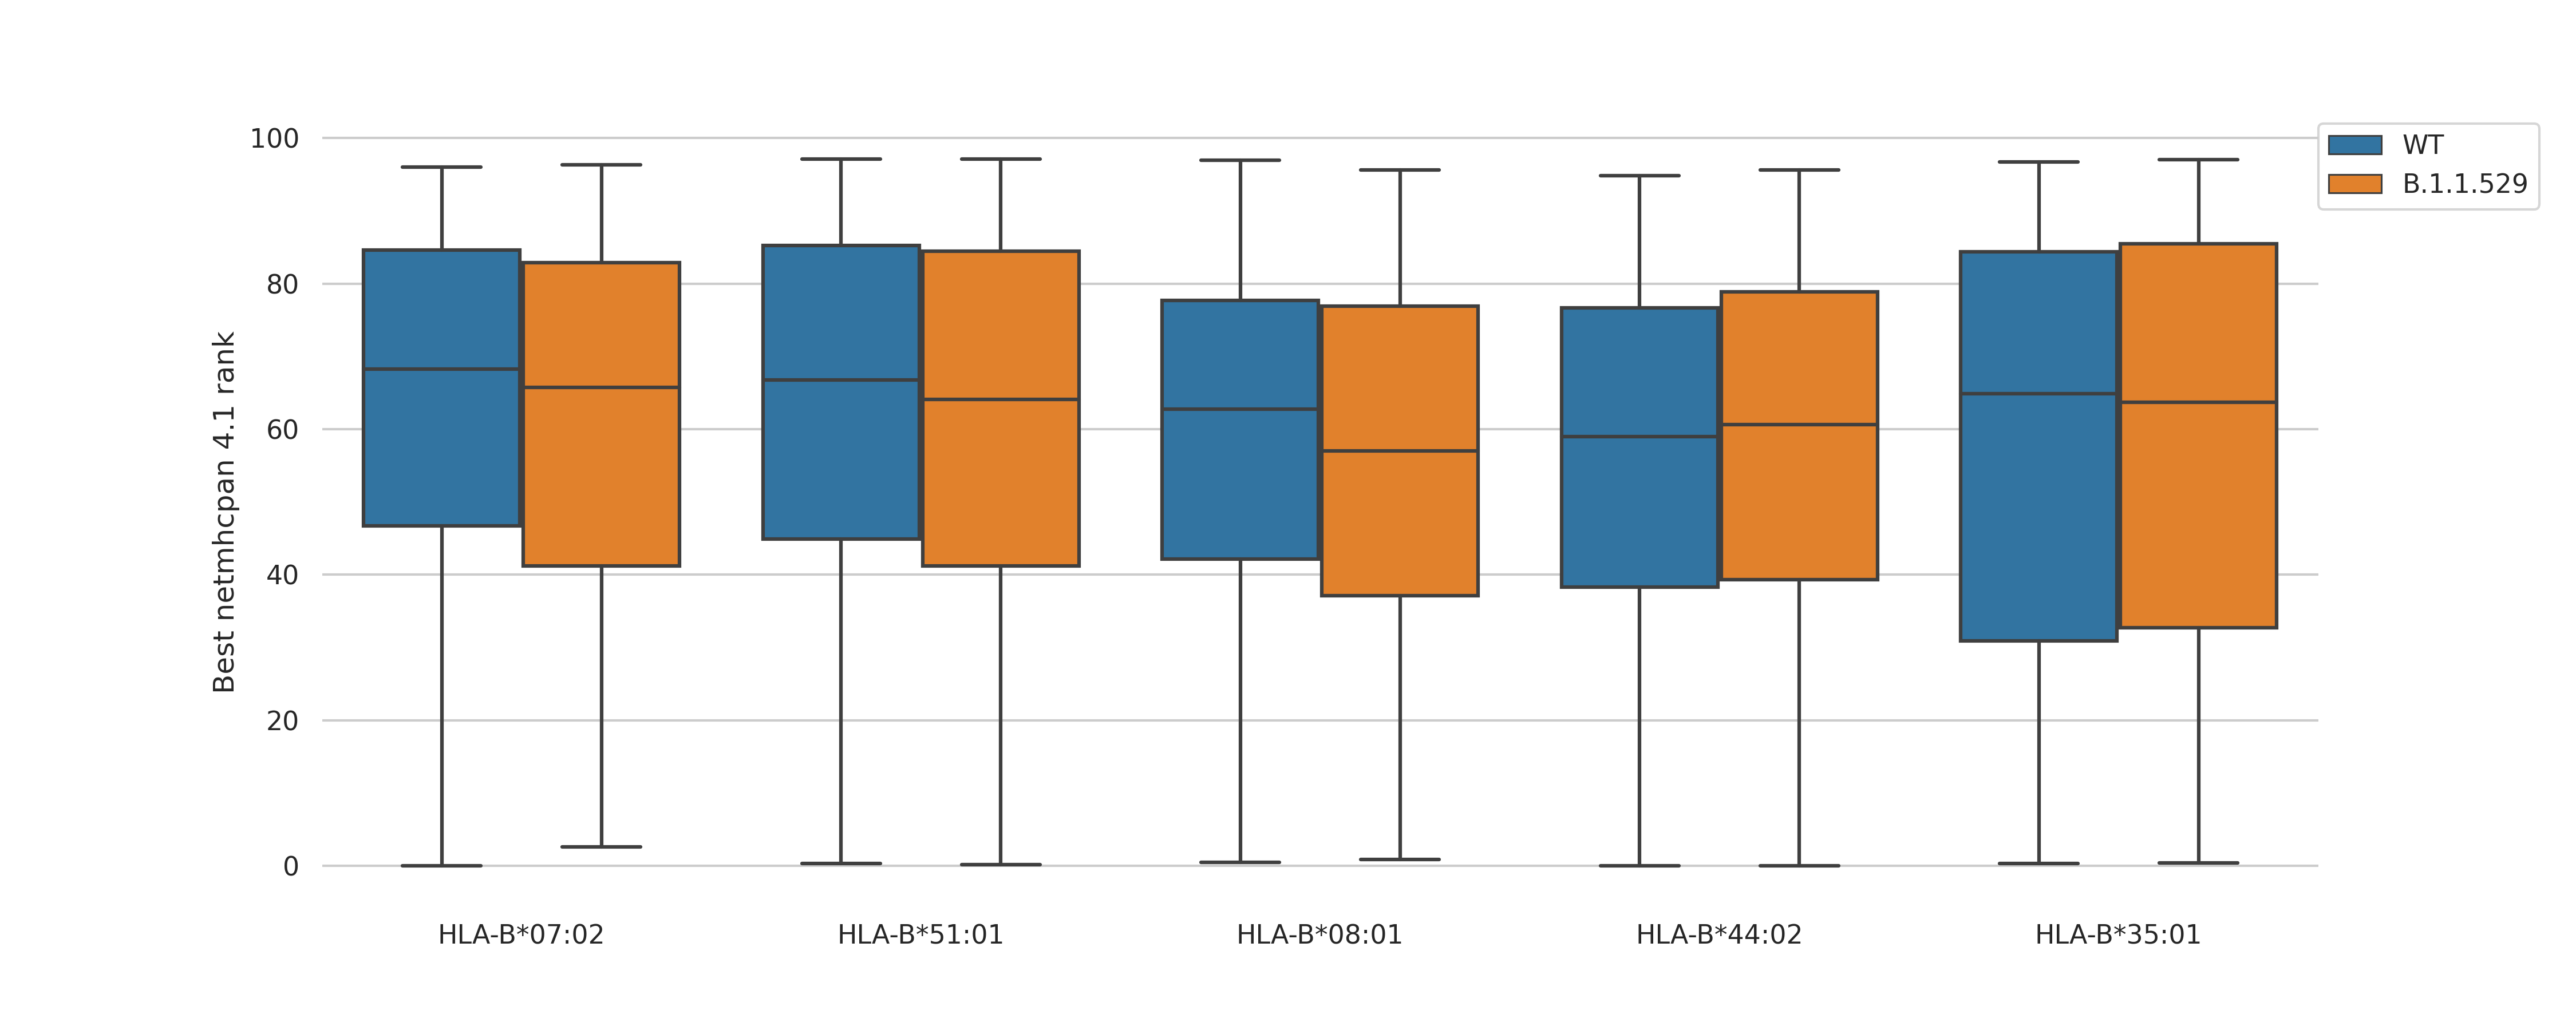 100
80
60
40
20
0
Best netmhcpan 4.1 rank
WT
B.1.1.529
HLA-B*07:02
HLA-B*51:01
HLA-B*08:01
HLA-B*44:02
HLA-B*35:01